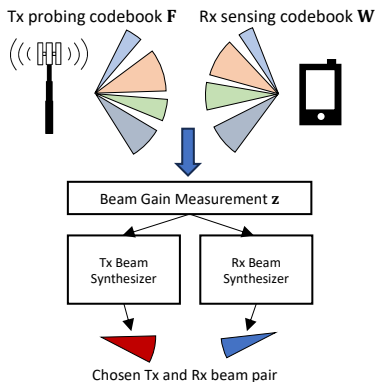 Tx probing codebook F
Rx sensing codebook W
Beam Gain Measurement z
Tx Beam
Synthesizer
Rx Beam
Synthesizer
Chosen Tx and Rx beam pair